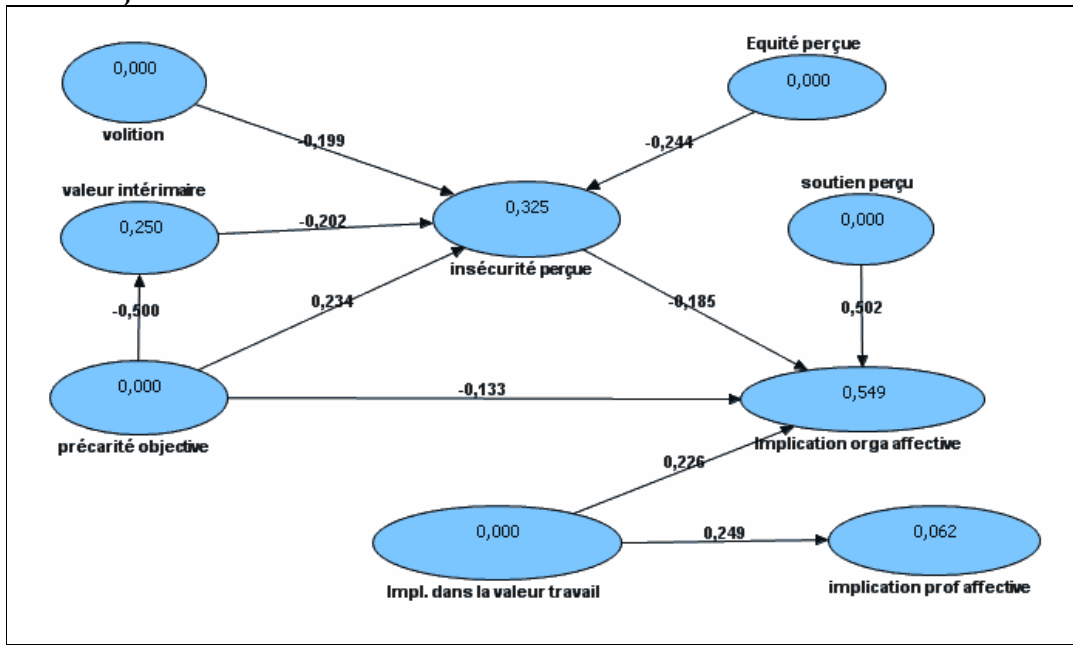 0,000
volition
Equité perçue
0,000
-0,199
-0,244
valeur intérimaire
0,250
-0,202
0,325
insécurité perçue
soutien perçu
0,000
-0,500
0,234
-0,185
0,502
0,000
précarité objective
-0,133
0,549
Implication orga affective
0,226
0,000
Impl. dans la valeur travail
0,249
0,062
implication prof affective